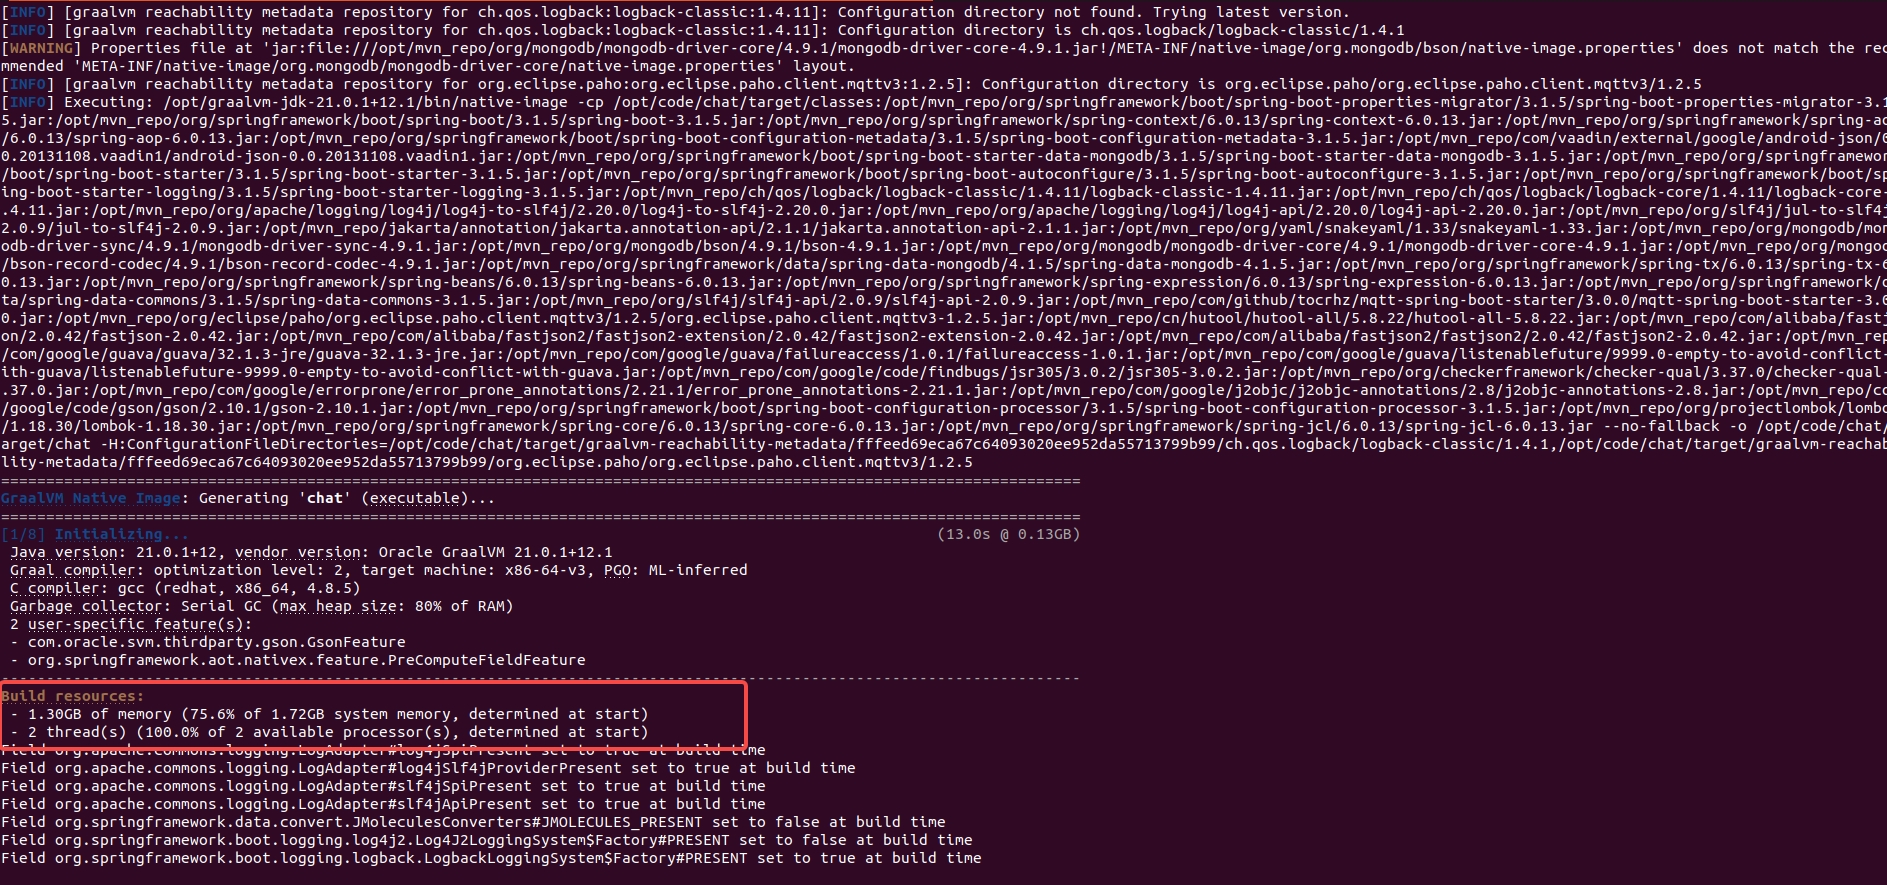 [INFO] [graalvm reachability metadata repository for ch.qos.logback:logback-classic:1.4.11]: Configuration directory not found. Trying latest version.
[INFO] [graalvm reachability metadata repository for ch.qos.logback:logback-classic:1.4.11]: Configuration directory is ch.qos.logback/logback-classic/1.4.1
[WARNING] Properties file at 'jar:file:///opt/mvn_repo/org/mongodb/mongodb-driver-core/4.9.1/mongodb-driver-core-4.9.1.jar!/META-INF/native-image/org.mongodb/bson/native-image.properties' does not match the rec
mmended 'META-INF/native-image/org.mongodb/mongodb-driver-core/native-image.properties' layout.
[INFO] [graalvm reachability metadata repository for org.eclipse.paho:org.eclipse.paho.client.mqttv3:1.2.5]: Configuration directory is org.eclipse.paho/org.eclipse.paho.client.mqttv3/1.2.5
[INFO] Executing: /opt/graalvm-jdk-21.0.1+12.1/bin/native-image -cp /opt/code/chat/target/classes:/opt/mvn_repo/org/springframework/boot/spring-boot-properties-migrator/3.1.5/spring-boot-properties-migrator-3.1
5.jar:/opt/mvn_repo/org/springframework/boot/spring-boot/3.1.5/spring-boot-3.1.5.jar:/opt/mvn_repo/org/springframework/spring-context/6.0.13/spring-context-6.0.13.jar:/opt/mvn_repo/org/springframework/spring-ao
/6.0.13/spring-aop-6.0.13.jar:/opt/mvn_repo/org/springframework/boot/spring-boot-configuration-metadata/3.1.5/spring-boot-configuration-metadata-3.1.5.jar:/opt/mvn_repo/com/vaadin/external/google/android-json/0
0.20131108.vaadin1/android-json-0.0.20131108.vaadin1.jar:/opt/mvn_repo/org/springframework/boot/spring-boot-starter-data-mongodb/3.1.5/spring-boot-starter-data-mongodb-3.1.5.jar:/opt/mvn_repo/org/springframewor
/boot/spring-boot-starter/3.1.5/spring-boot-starter-3.1.5.jar:/opt/mvn_repo/org/springframework/boot/spring-boot-autoconfigure/3.1.5/spring-boot-autoconfigure-3.1.5.jar:/opt/mvn_repo/org/springframework/boot/sp
ing-boot-starter-logging/3.1.5/spring-boot-starter-logging-3.1.5.jar:/opt/mvn_repo/ch/qos/logback/logback-classic/1.4.11/logback-classic-1.4.11.jar:/opt/mvn_repo/ch/qos/logback/logback-core/1.4.11/logback-core-
.4.11.jar:/opt/mvn_repo/org/apache/logging/log4j/log4j-to-slf4j/2.20.0/log4j-to-slf4j-2.20.0.jar:/opt/mvn_repo/org/apache/logging/log4j/log4j-api/2.20.0/log4j-api-2.20.0.jar:/opt/mvn_repo/org/slf4j/jul-to-slf4j
2.0.9/jul-to-slf4j-2.0.9.jar:/opt/mvn_repo/jakarta/annotation/jakarta.annotation-api/2.1.1/jakarta.annotation-api-2.1.1.jar:/opt/mvn_repo/org/yaml/snakeyaml/1.33/snakeyaml-1.33.jar:/opt/mvn_repo/org/mongodb/mon
odb-driver-sync/4.9.1/mongodb-driver-sync-4.9.1.jar:/opt/mvn_repo/org/mongodb/bson/4.9.1/bson-4.9.1.jar:/opt/mvn_repo/org/mongodb/mongodb-driver-core/4.9.1/mongodb-driver-core-4.9.1.jar:/opt/mvn_repo/org/mongod
/bson-record-codec/4.9.1/bson-record-codec-4.9.1.jar:/opt/mvn_repo/org/springframework/data/spring-data-mongodb/4.1.5/spring-data-mongodb-4.1.5.jar:/opt/mvn_repo/org/springframework/spring-tx/6.0.13/spring-tx-6
0.13.jar:/opt/mvn_repo/org/springframework/spring-beans/6.0.13/spring-beans-6.0.13.jar:/opt/mvn_repo/org/springframework/spring-expression/6.0.13/spring-expression-6.0.13.jar:/opt/mvn_repo/org/springframework/d
ta/spring-data-commons/3.1.5/spring-data-commons-3.1.5.jar:/opt/mvn_repo/org/slf4j/slf4j-api/2.0.9/slf4j-api-2.0.9.jar:/opt/mvn_repo/com/github/tocrhz/mqtt-spring-boot-starter/3.0.0/mqtt-spring-boot-starter-3.0
0.jar:/opt/mvn_repo/org/eclipse/paho/org.eclipse.paho.client.mqttv3/1.2.5/org.eclipse.paho.client.mqttv3-1.2.5.jar:/opt/mvn_repo/cn/hutool/hutool-all/5.8.22/hutool-all-5.8.22.jar:/opt/mvn_repo/com/alibaba/fastj
on/2.0.42/fastjson-2.0.42.jar:/opt/mvn_repo/com/alibaba/fastjson2/fastjson2-extension/2.0.42/fastjson2-extension-2.0.42.jar:/opt/mvn_repo/com/alibaba/fastjson2/fastjson2/2.0.42/fastjson2-2.0.42.jar:/opt/mvn_rep
/com/google/guava/guava/32.1.3-jre/guava-32.1.3-jre.jar:/opt/mvn_repo/com/google/guava/failureaccess/1.0.1/failureaccess-1.0.1.jar:/opt/mvn_repo/com/google/guava/listenablefuture/9999.0-empty-to-avoid-conflict-
ith-guava/listenablefuture-9999.0-empty-to-avoid-conflict-with-guava.jar:/opt/mvn_repo/com/google/code/findbugs/jsr305/3.0.2/jsr305-3.0.2.jar:/opt/mvn_repo/org/checkerframework/checker-qual/3.37.0/checker-qual-
.37.0.jar:/opt/mvn_repo/com/google/errorprone/error_prone_annotations/2.21.1/error_prone_annotations-2.21.1.jar:/opt/mvn_repo/com/google/j2objc/j2objc-annotations/2.8/j2objc-annotations-2.8.jar:/opt/mvn_repo/co
/google/code/gson/gson/2.10.1/gson-2.10.1.jar:/opt/mvn_repo/org/springframework/boot/spring-boot-configuration-processor/3.1.5/spring-boot-configuration-processor-3.1.5.jar:/opt/mvn_repo/org/projectlombok/lombo
/1.18.30/lombok-1.18.30.jar:/opt/mvn_repo/org/springframework/spring-core/6.0.13/spring-core-6.0.13.jar:/opt/mvn_repo/org/springframework/spring-jcl/6.0.13/spring-jcl-6.0.13.jar --no-fallback -o /opt/code/chat/
arget/chat -H:ConfigurationFileDirectories=/opt/code/chat/target/graalvm-reachability-metadata/fffeed69eca67c64093020ee952da55713799b99/ch.qos.logback/logback-classic/1.4.1,/opt/code/chat/target/graalvm-reachab
lity-metadata/fffeed69eca67c64093020ee952da55713799b99/org.eclipse.paho/org.eclipse.paho.client.mqttv3/1.2.5
========================================================================================================================
GraalVM Native Image: Generating 'chat' (executable)...
========================================================================================================================
[1/8] Initializing... (13.0s @ 0.13GB)
Java version: 21.0.1+12, vendor version: Oracle GraalVM 21.0.1+12.1
Graal compiler: optimization level: 2, target machine: x86-64-v3, PGO: ML-inferred
C compiler: gcc (redhat, x86_64, 4.8.5)
Garbage collector: Serial GC (max heap size: 80% of RAM)
2 user-specific feature(s):
- com.oracle.svm.thirdparty.gson.GsonFeature
- org.springframework.aot.nativex.feature.PreComputeFieldFeature
------------------------------------------------------------------------------------------------------------------------
Build resources:
- 1.30GB of memory (75.6% of 1.72GB system memory, determined at start)
- 2 thread(s) (100.0% of 2 available processor(s), determined at start)
Field org.apache.commons.logging.LogAdapter#log4jSpiPresent set to true at build time
Field org.apache.commons.logging.LogAdapter#log4jSlf4jProviderPresent set to true at build time
Field org.apache.commons.logging.LogAdapter#slf4jSpiPresent set to true at build time
Field org.apache.commons.logging.LogAdapter#slf4jApiPresent set to true at build time
Field org.springframework.data.convert.JMoleculesConverters#JMOLECULES_PRESENT set to false at build time
Field org.springframework.boot.logging.log4j2.Log4J2LoggingSystem$Factory#PRESENT set to false at build time
Field org.springframework.boot.logging.logback.LogbackLoggingSystem$Factory#PRESENT set to true at build time